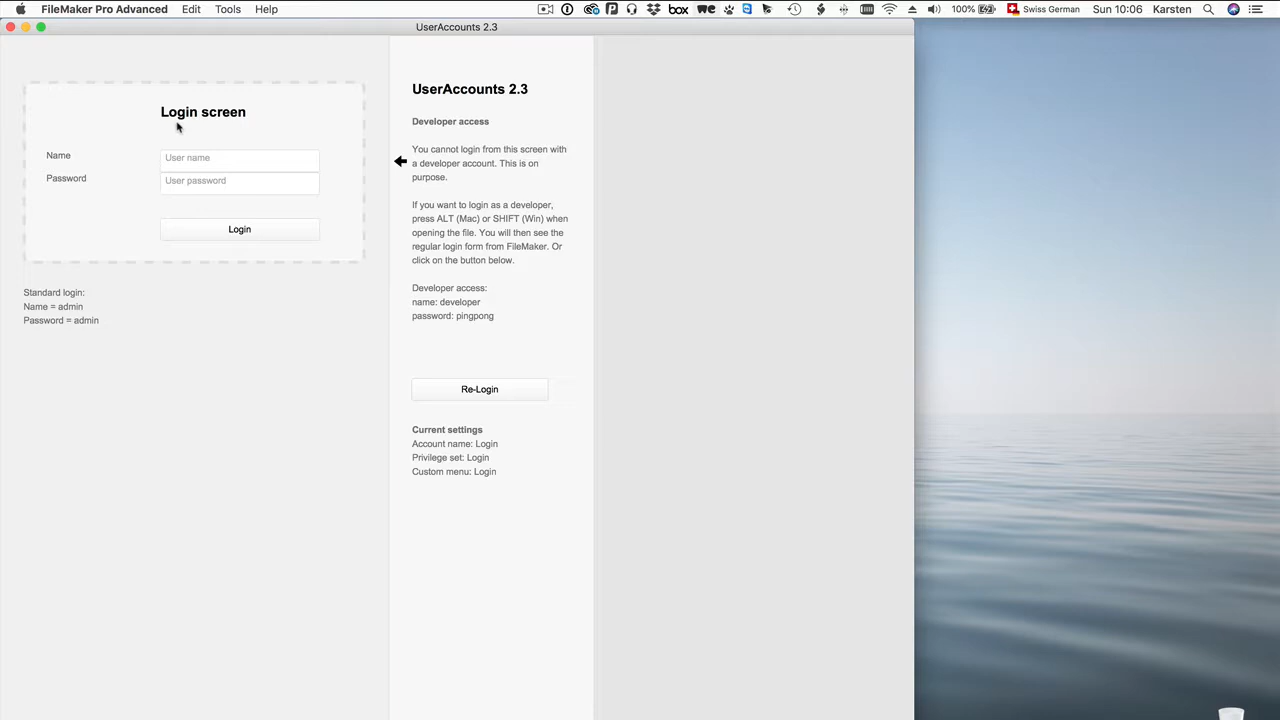 FileMaker Pro Advanced Edit Tools Help
box
100%
Swiss German
Sun 10:06
Karsten
UserAccounts 2.3
Login screen
Name
User name
Password
User password
Login
Standard login:
Name = admin
Password = admin
UserAccounts 2.3
Developer access
You cannot login from this screen with
a developer account. This is on
purpose.
If you want to login as a developer,
press ALT (Mac) or SHIFT (Win) when
opening the file. You will then see the
regular login form from FileMaker. Or
click on the button below.
Developer access:
name: developer
password: pingpong
Re-Login
Current settings
Account name: Login
Privilege set: Login
Custom menu: Login